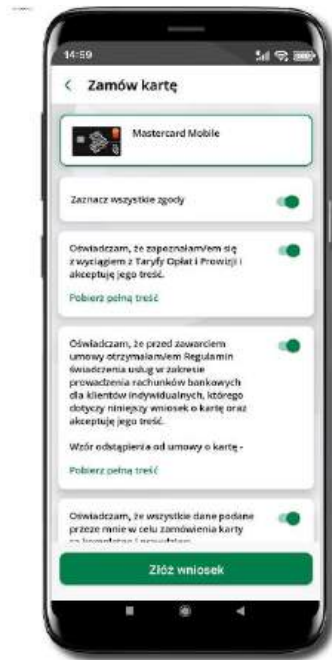 14:59
Zamów kartę
Mastercard Mobile
Zaznacz wszystkie zgody
Oświadczam, że zapoznałam/em się
z wyciągiem z Taryfy Opłat i Prowizji i
akceptuję jego treść.
Pobierz pełną treść
Oświadczam, że przed zawarciem
umowy otrzymałam/em Regulamin
świadczenia usług w zakresie
prowadzenia rachunków bankowych
dla klientów indywidualnych, którego
dotyczy niniejszy wniosek o kartę oraz
akceptuję jego treść.
Wzór odstąpienia od umowy o kartę -
Pobierz pełną treść
Oświadczam, że wszystkie dane podane
przeze mnie w celu zamówienia karty
są kompletne i prawdziwe
Złóż wniosek